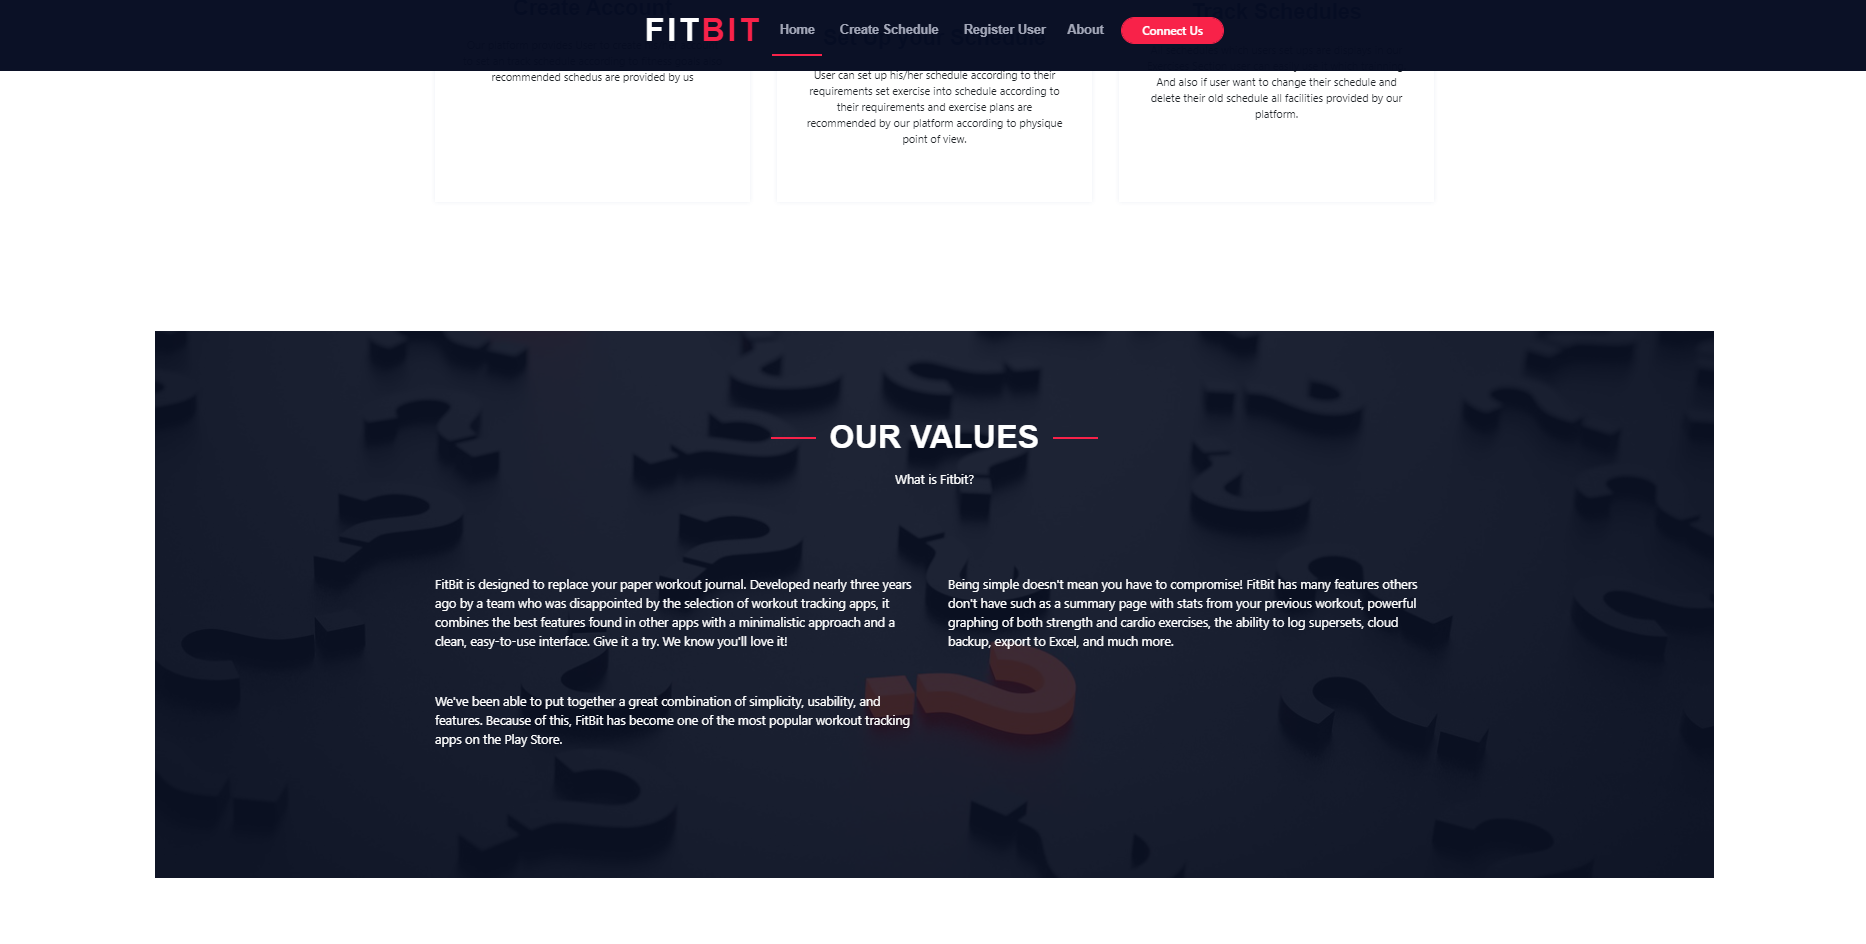 Create Account
Track Schedules
FITBIT
Home
Create Schedule
Register User
About
Connect Us
Set Up your Schedule
recommended schedus are provided by us
User can set up his/her schedule according to their
requirements set exercise into schedule according to
their requirements and exercise plans are
recommended by our platform according to physique
point of view.
And also if user want to change their schedule and
delete their old schedule all facilities provided by our
platform.
OUR VALUES
What is Fitbit?
FitBit is designed to replace your paper workout journal. Developed nearly three years
ago by a team who was disappointed by the selection of workout tracking apps, it
combines the best features found in other apps with a minimalistic approach and a
clean, easy-to-use interface. Give it a try. We know you'll love it!
Being simple doesn't mean you have to compromise! FitBit has many features others
don't have such as a summary page with stats from your previous workout, powerful
graphing of both strength and cardio exercises, the ability to log supersets, cloud
backup, export to Excel, and much more.
We've been able to put together a great combination of simplicity, usability, and
features. Because of this, FitBit has become one of the most popular workout tracking
apps on the Play Store.